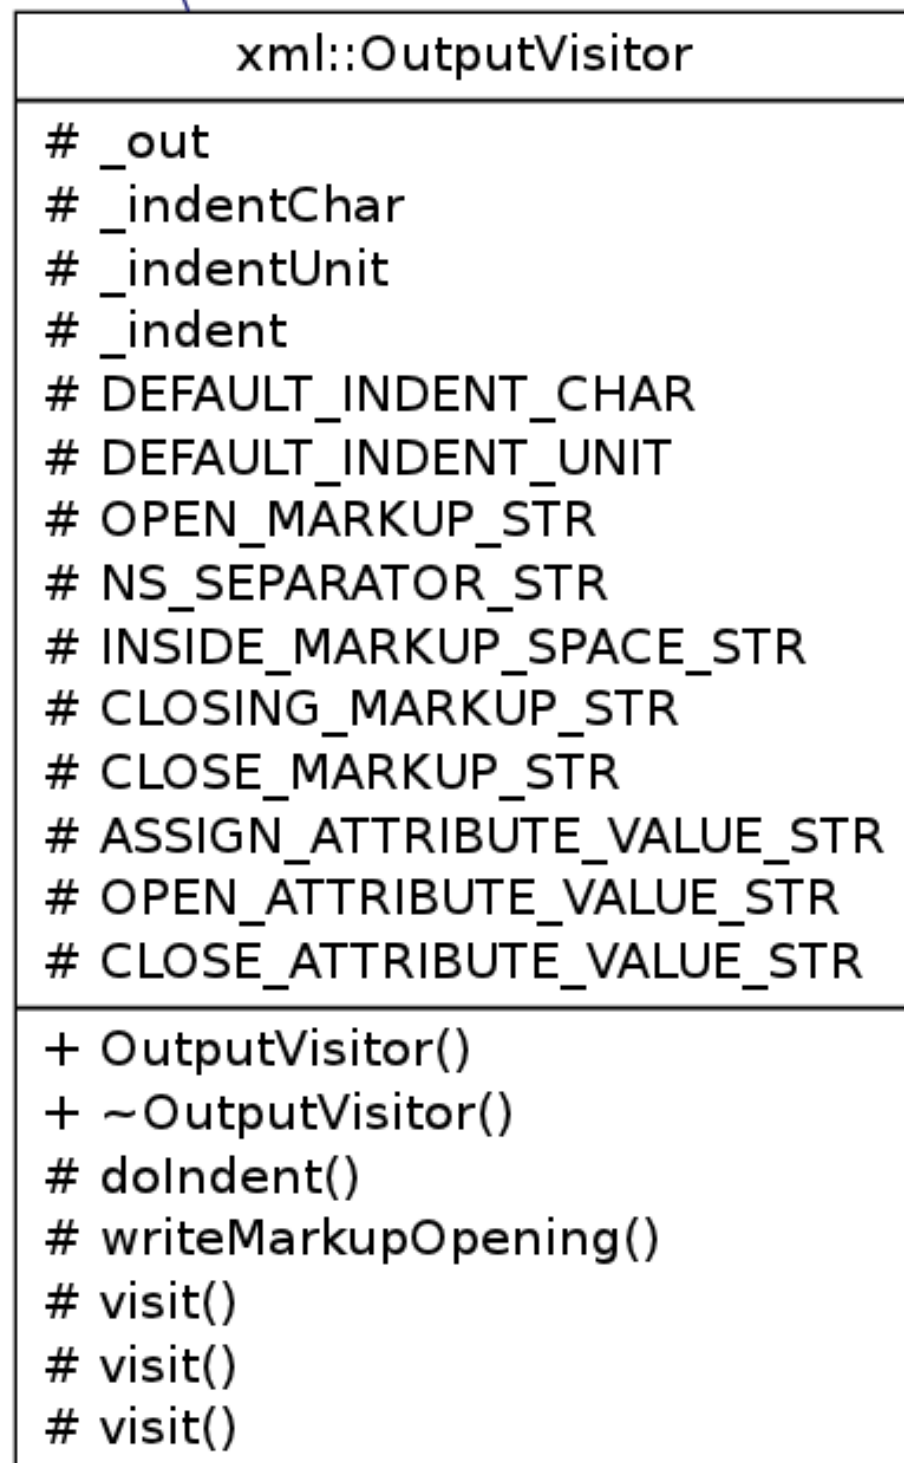 xml::OutputVisitor
# _out
# _indentChar
# _indentUnit
# _indent
# DEFAULT_INDENT_CHAR
# DEFAULT_INDENT_UNIT
# OPEN_MARKUP_STR
# NS_SEPARATOR_STR
# INSIDE_MARKUP_SPACE_STR
# CLOSING_MARKUP_STR
# CLOSE_MARKUP_STR
# ASSIGN_ATTRIBUTE_VALUE_STR
# OPEN_ATTRIBUTE_VALUE_STR
# CLOSE_ATTRIBUTE_VALUE_STR
+ OutputVisitor()
+ ~OutputVisitor()
# doIndent()
# writeMarkupOpening()
# visit()
# visit()
# visit()